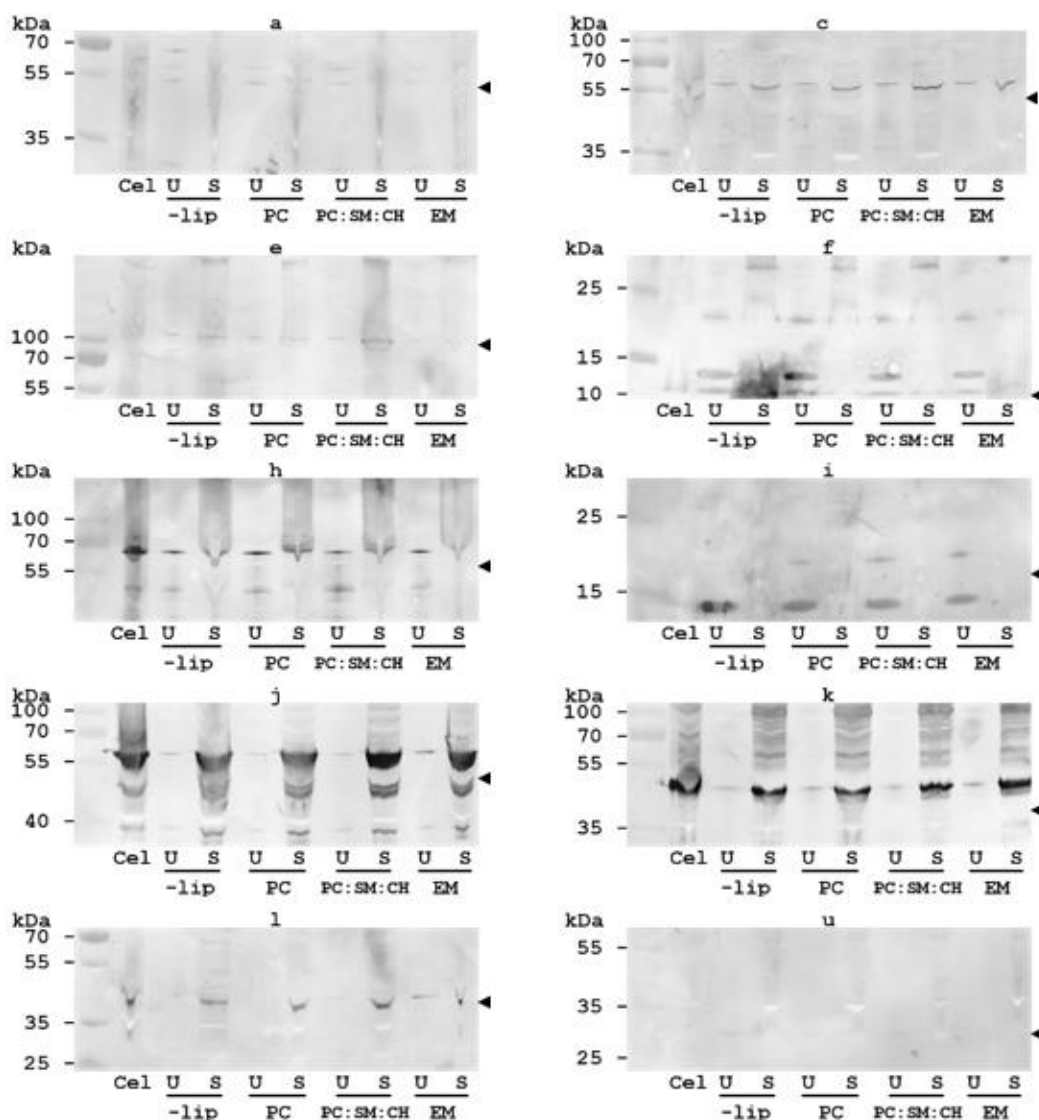 a
kDa
70
55
35
Cel U S U S U S U S
-lip PC PC:SM:CH EM
c
kDa
100
70
55
35
Cel U S U S U S U S
-lip PC PC:SM:CH EM
e
kDa
100
70
55
Cel U S U S U S U S
-lip PC PC:SM:CH EM
f
kDa
25
15
10
Cel U S U S U S U S
-lip PC PC:SM:CH EM
h
kDa
100
70
55
Cel U S U S U S U S
-lip PC PC:SM:CH EM
i
kDa
25
15
Cel U S U S U S U S
-lip PC PC:SM:CH EM
j
kDa
100
70
55
40
Cel U S U S U S U S
-lip PC PC:SM:CH EM
k
kDa
100
70
55
35
Cel U S U S U S U S
-lip PC PC:SM:CH EM
l
kDa
70
55
35
25
Cel U S U S U S U S
-lip PC PC:SM:CH EM
u
kDa
55
35
25
Cel U S U S U S U S
-lip PC PC:SM:CH EM